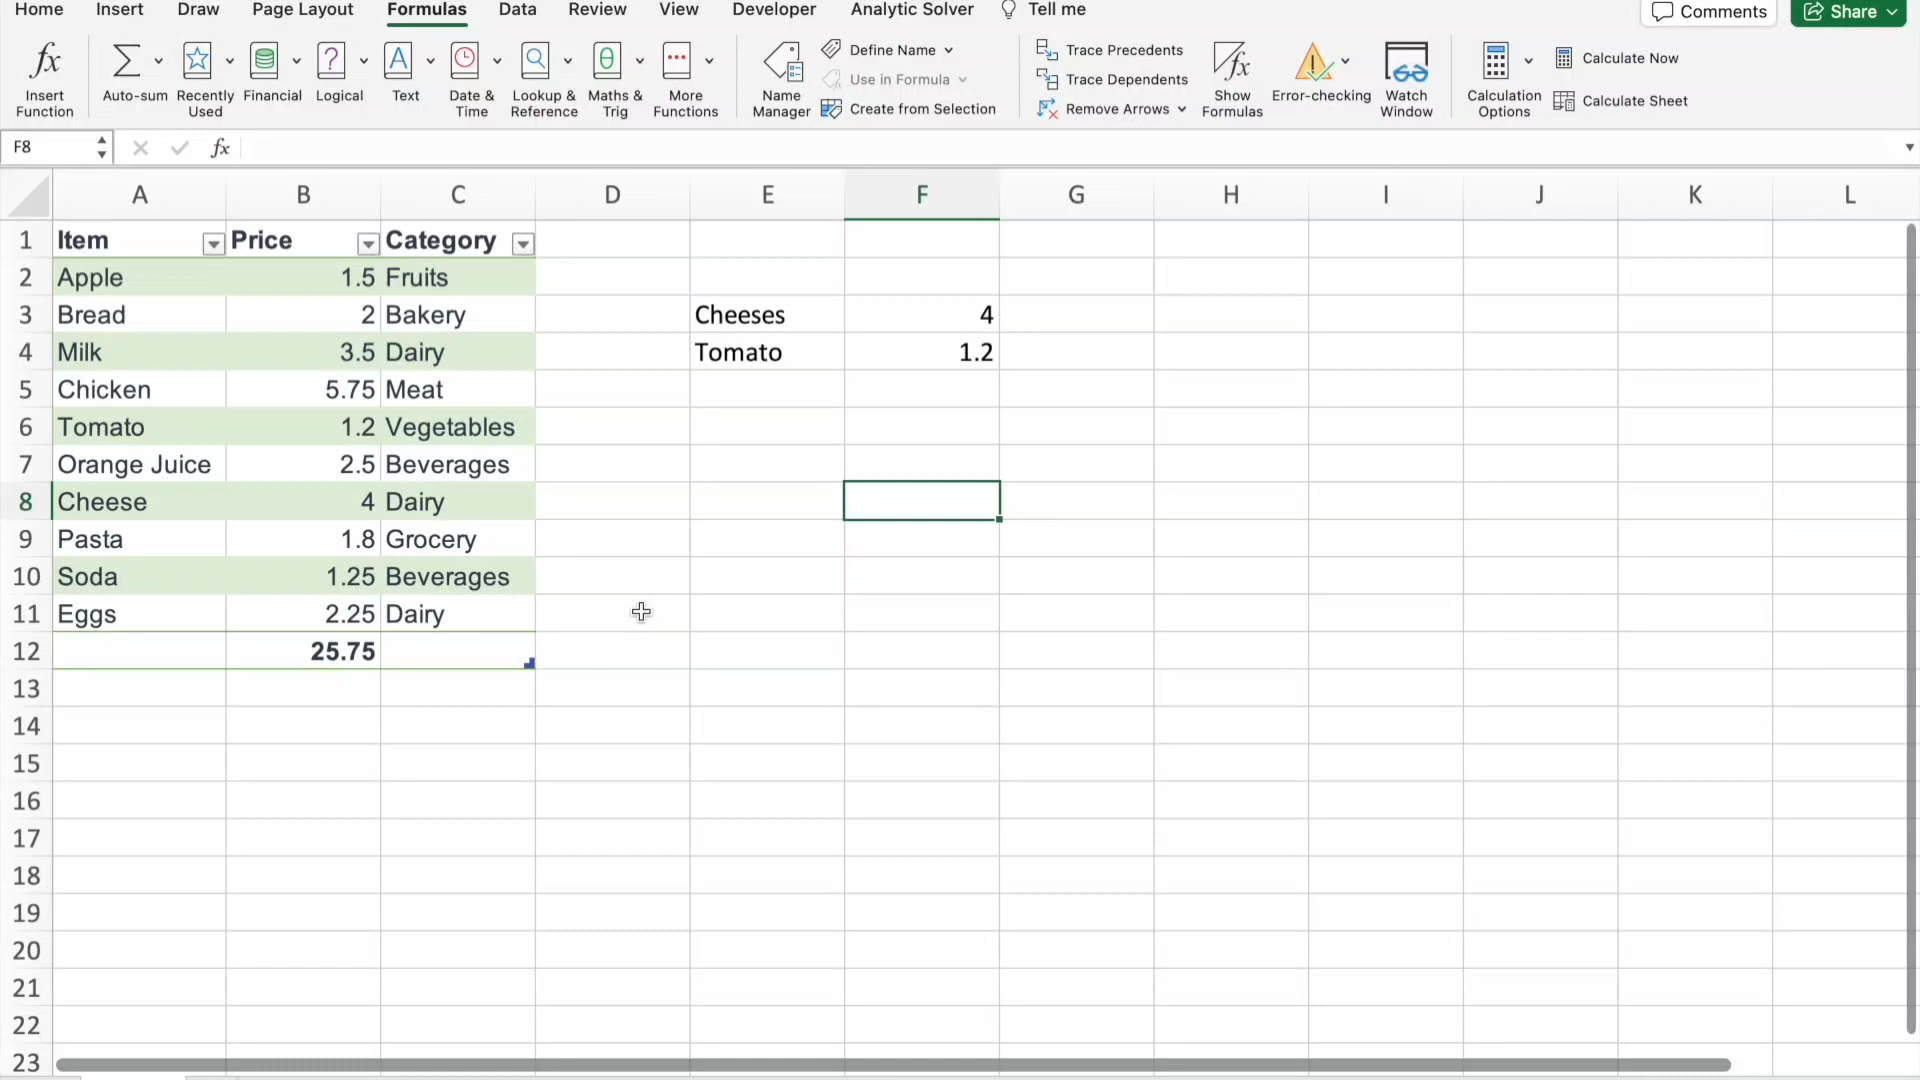 Home Insert Draw Page Layout Formulas Data Review View Developer Analytic Solver Tell me Comments Share
fx Insert Function
Auto-sum
Recently Used
Financial
? Logical
A Text
Date & Time
Lookup & Reference
θ Maths & Trig
More Functions
Name Manager
Define Name
Use in Formula
Create from Selection
Trace Precedents
Trace Dependents
Remove Arrows
fx Show Formulas
Error-checking
Watch Window
Calculation Options
Calculate Now
Calculate Sheet
F8 fx
A B C D E F G H I J K L
1 Item Price Category
2 Apple 1.5 Fruits
3 Bread 2 Bakery Cheeses 4
4 Milk 3.5 Dairy Tomato 1.2
5 Chicken 5.75 Meat
6 Tomato 1.2 Vegetables
7 Orange Juice 2.5 Beverages
8 Cheese 4 Dairy
9 Pasta 1.8 Grocery
10 Soda 1.25 Beverages
11 Eggs 2.25 Dairy
12 25.75
13
14
15
16
17
18
19
20
21
22
23